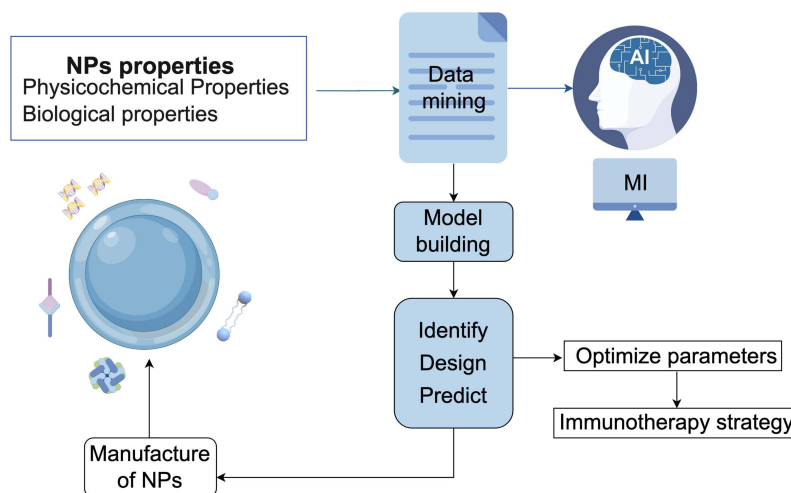 NPs properties
Physicochemical Properties
Biological properties
Data
mining
AI
MI
Model
building
Identify
Design
Predict
Optimize parameters
Immunotherapy strategy
Manufacture
of NPs